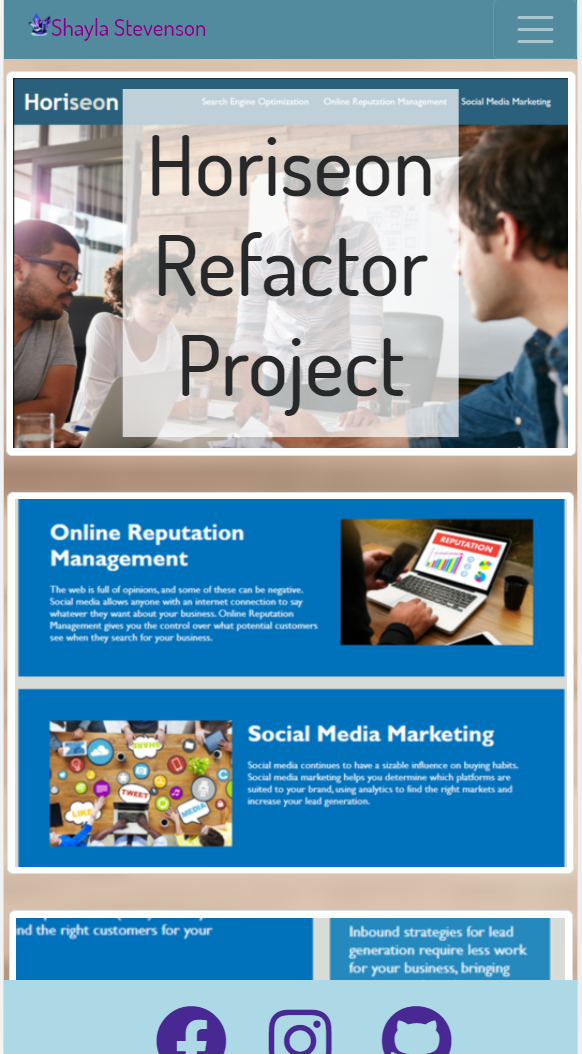 Shayla Stevenson
Horiseon
Search Engine Optimization
Online Reputation Management
Social Media Marketing
Horiseon
Refactor
Project
Online Reputation
Management
The web is full of opinions, and some of these can be negative.
Social media allows anyone with an internet connection to say
whatever they want about your business. Online Reputation
Management gives you the control over what potential customers
see when they search for your business.
REPUTATION
Social Media Marketing
Social media continues to have a sizable influence on buying habits.
Social media marketing helps you determine which platforms are
suited to your brand, using analytics to find the right markets and
increase your lead generation.
SHARE
TWEET
LIKE
MEDIA
nd the right customers for your
Inbound strategies for lead
generation require less work
for your business, bringing